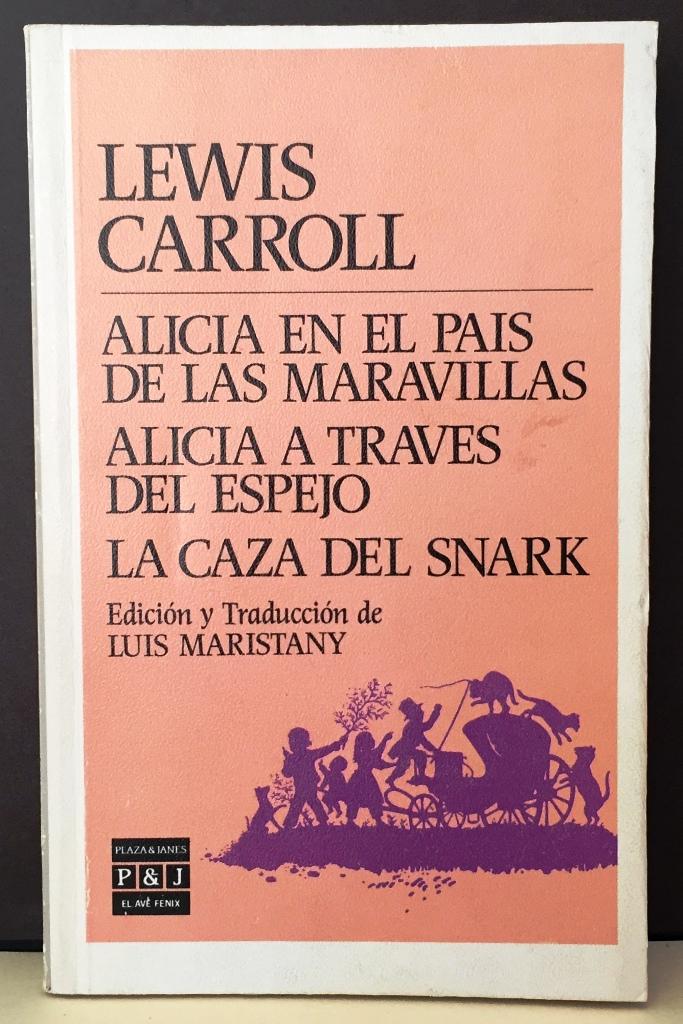 LEWIS
CARROLL
ALICIA EN EL PAIS
DE LAS MARAVILLAS
ALICIA A TRAVES
DEL ESPEJO
LA CAZA DEL SNARK
Edición y Traducción de
LUIS MARISTANY
PLAZA & JANES
P & J
EL AVE FENIX